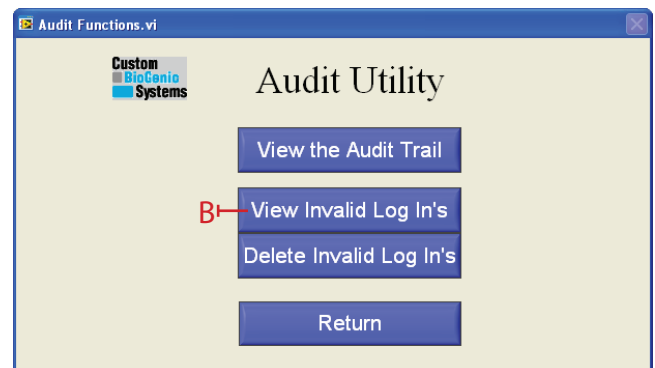 Audit Functions.vi
Custom
BioGenio
Systems
Audit Utility
View the Audit Trail
B
View Invalid Log In's
Delete Invalid Log In's
Return